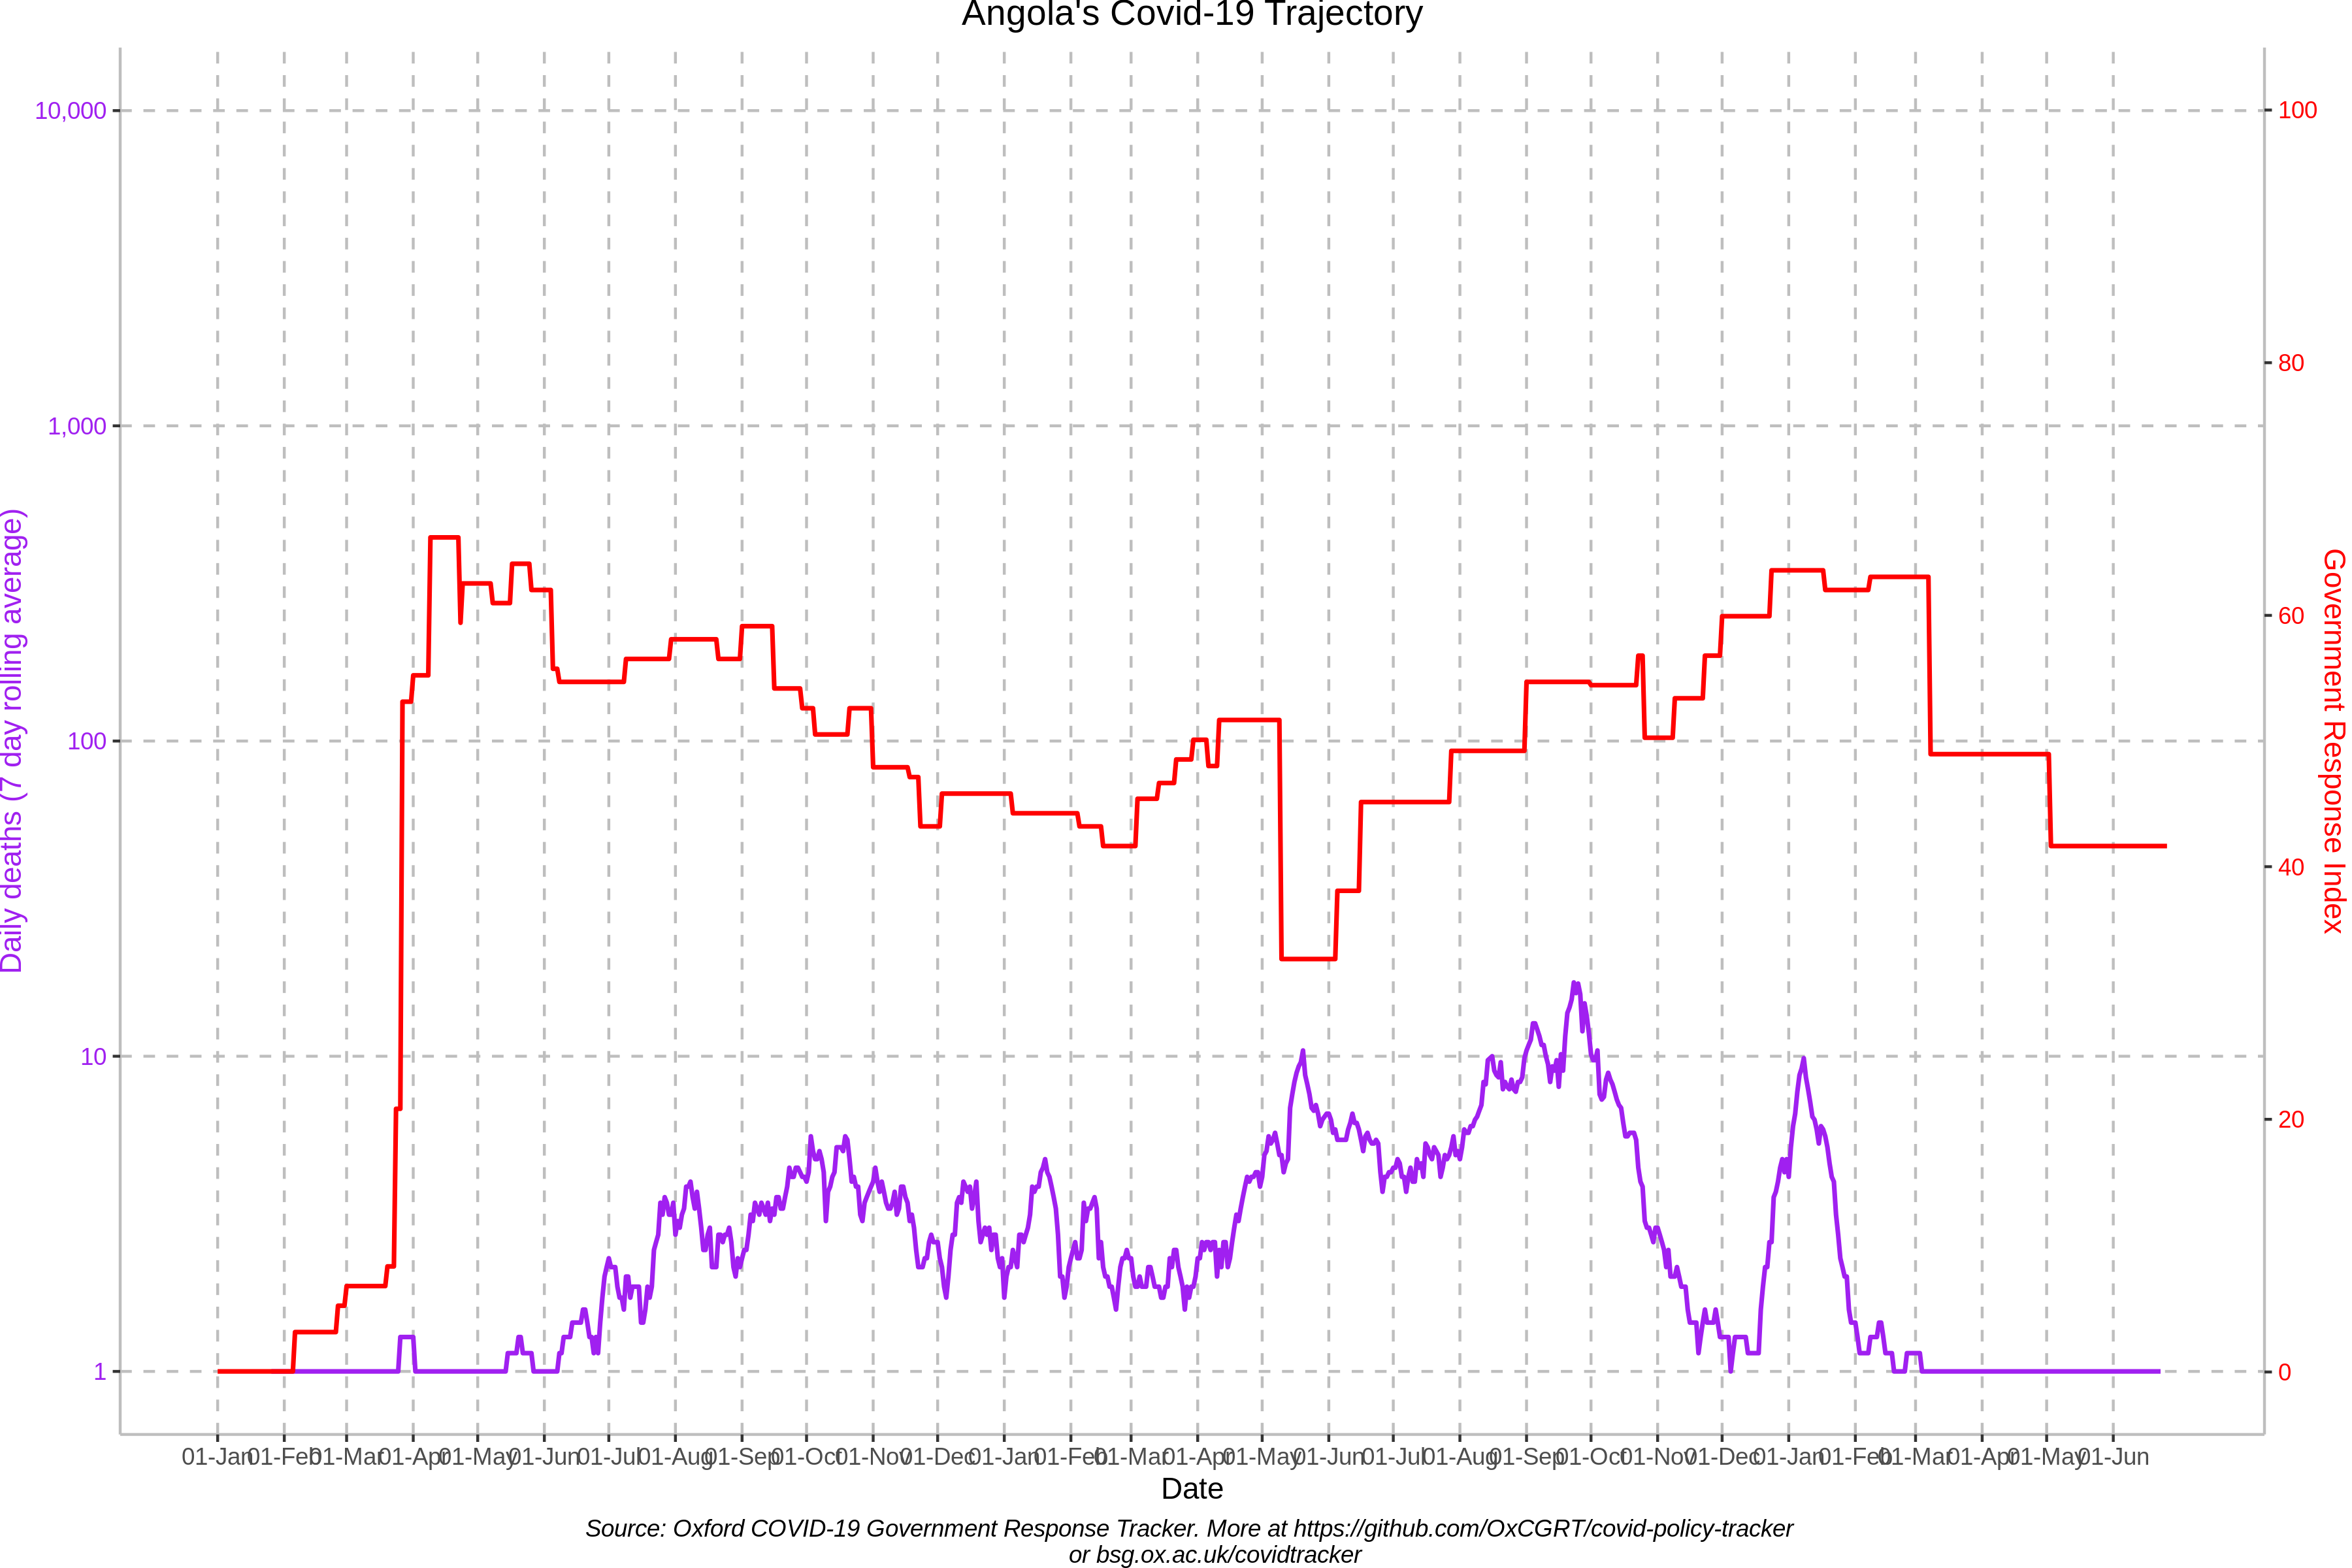 Angola's Covid-19 Trajectory
10,000
1,000
100
10
1
Daily deaths (7 day rolling average)
100
80
60
40
20
0
Government Response Index
01-Jan 01-Feb 01-Mar 01-Apr 01-May 01-Jun 01-Jul 01-Aug 01-Sep 01-Oct 01-Nov 01-Dec 01-Jan 01-Feb 01-Mar 01-Apr 01-May 01-Jun 01-Jul 01-Aug 01-Sep 01-Oct 01-Nov 01-Dec 01-Jan 01-Feb 01-Mar 01-Apr 01-May 01-Jun
Date
Source: Oxford COVID-19 Government Response Tracker. More at https://github.com/OxCGRT/covid-policy-tracker
or bsg.ox.ac.uk/covidtracker